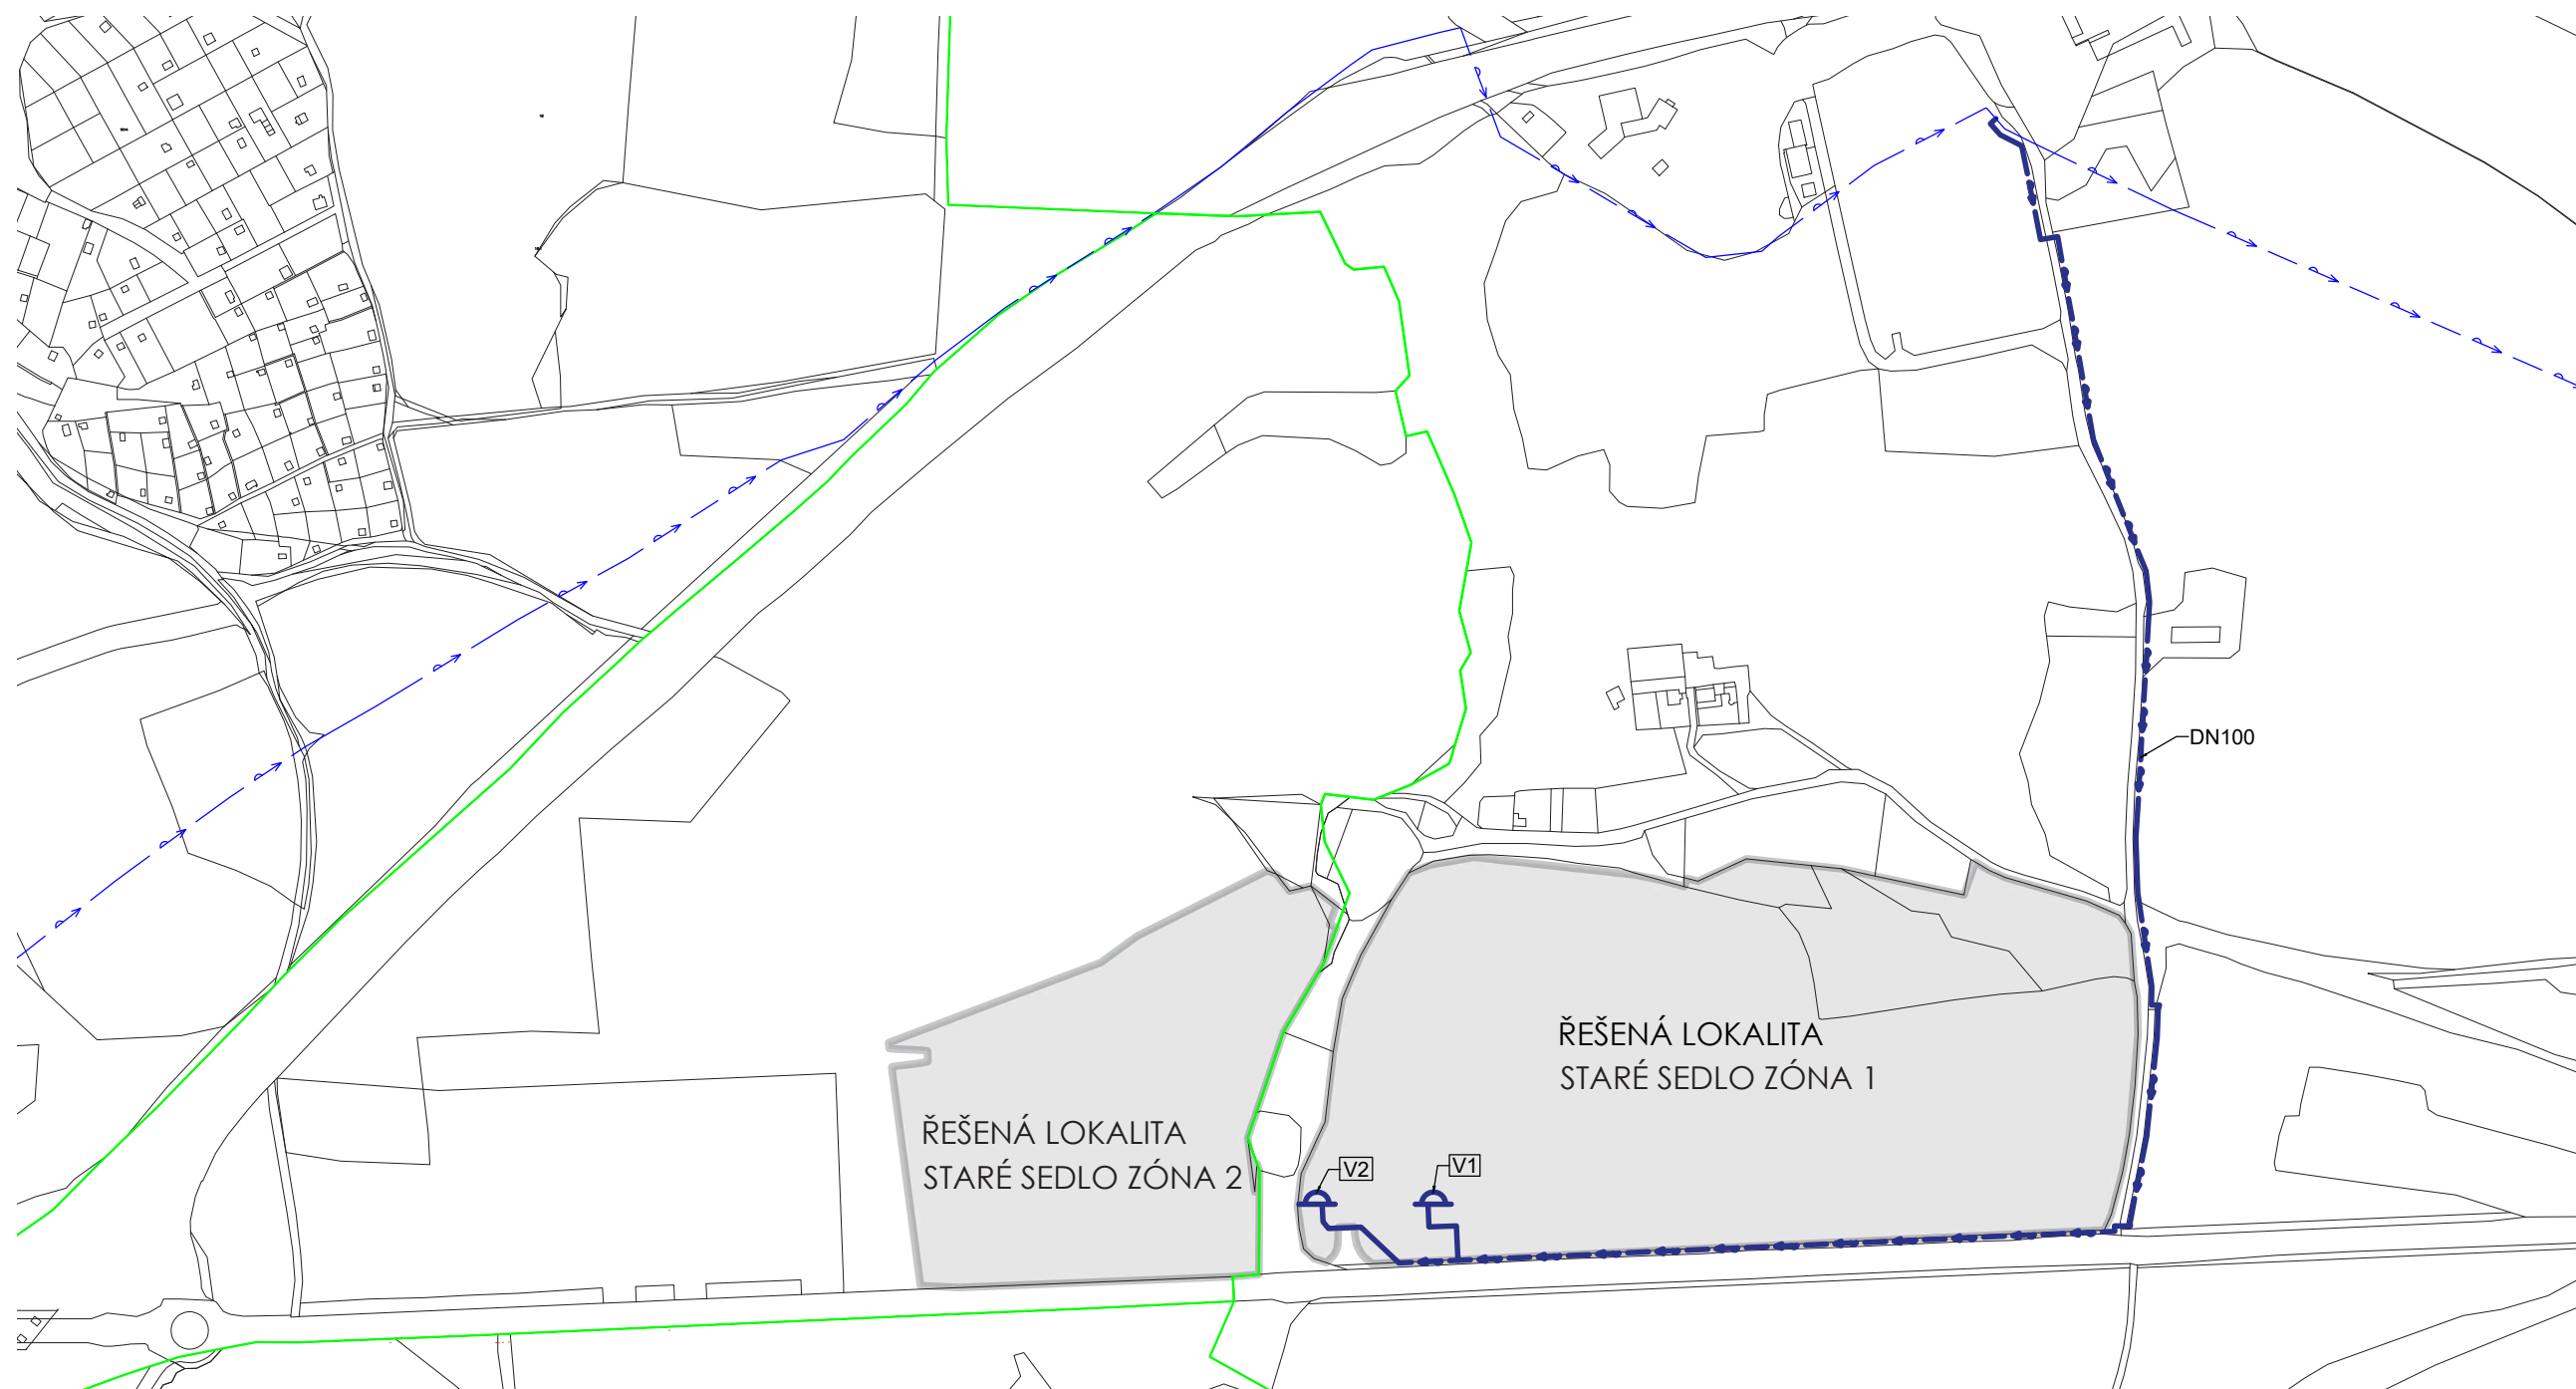 DN100
ŘEŠENÁ LOKALITA
STARÉ SEDLO ZÓNA 1
ŘEŠENÁ LOKALITA
STARÉ SEDLO ZÓNA 2
V2
V1